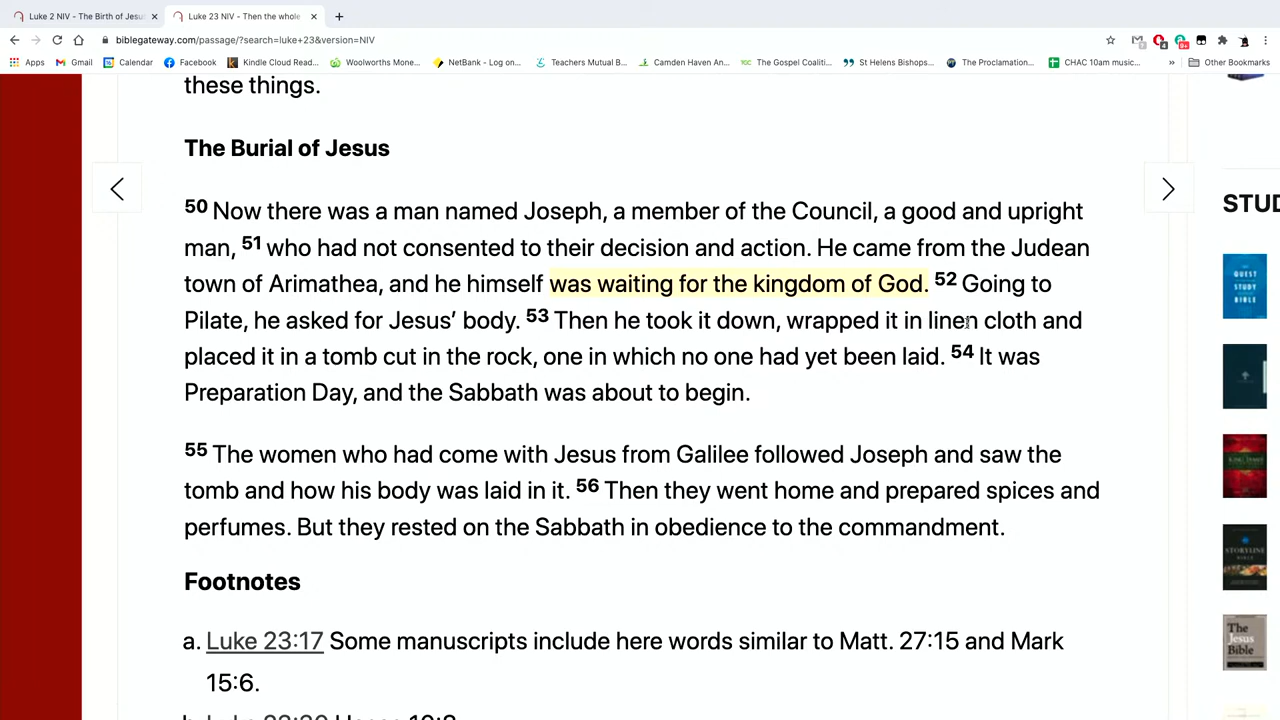 Luke 2 NIV - The Birth of Jesus
Luke 23 NIV - Then the whole
biblegateway.com/passage/?search=luke+23&version=NIV
Apps Gmail Calendar Facebook Kindle Cloud Read... Woolworths Mone... NetBank - Log on... Teachers Mutual B... Camden Haven An... The Gospel Coaliti... St Helens Bishops... The Proclamation... CHAC 10am music... » Other Bookmarks
these things.
The Burial of Jesus
50 Now there was a man named Joseph, a member of the Council, a good and upright
man, 51 who had not consented to their decision and action. He came from the Judean
town of Arimathea, and he himself was waiting for the kingdom of God. 52 Going to
Pilate, he asked for Jesus’ body. 53 Then he took it down, wrapped it in linen cloth and
placed it in a tomb cut in the rock, one in which no one had yet been laid. 54 It was
Preparation Day, and the Sabbath was about to begin.
55 The women who had come with Jesus from Galilee followed Joseph and saw the
tomb and how his body was laid in it. 56 Then they went home and prepared spices and
perfumes. But they rested on the Sabbath in obedience to the commandment.
Footnotes
a. Luke 23:17 Some manuscripts include here words similar to Matt. 27:15 and Mark
15:6.
STUD
QUEST
STUDY
BIBLE
STORYLINE
BIBLE
The
Jesus
Bible